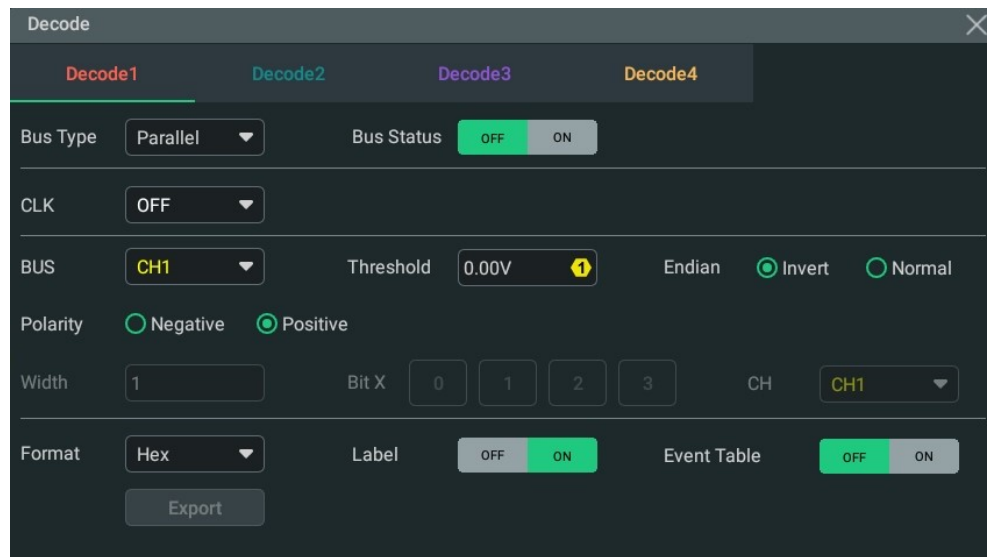 Decode
Decode1 Decode2 Decode3 Decode4
Bus Type Parallel Bus Status OFF ON
CLK OFF
BUS CH1 Threshold 0.00V 1 Endian Invert Normal
Polarity Negative Positive
Width 1 Bit X 0 1 2 3 CH CH1
Format Hex Label OFF ON Event Table OFF ON
Export